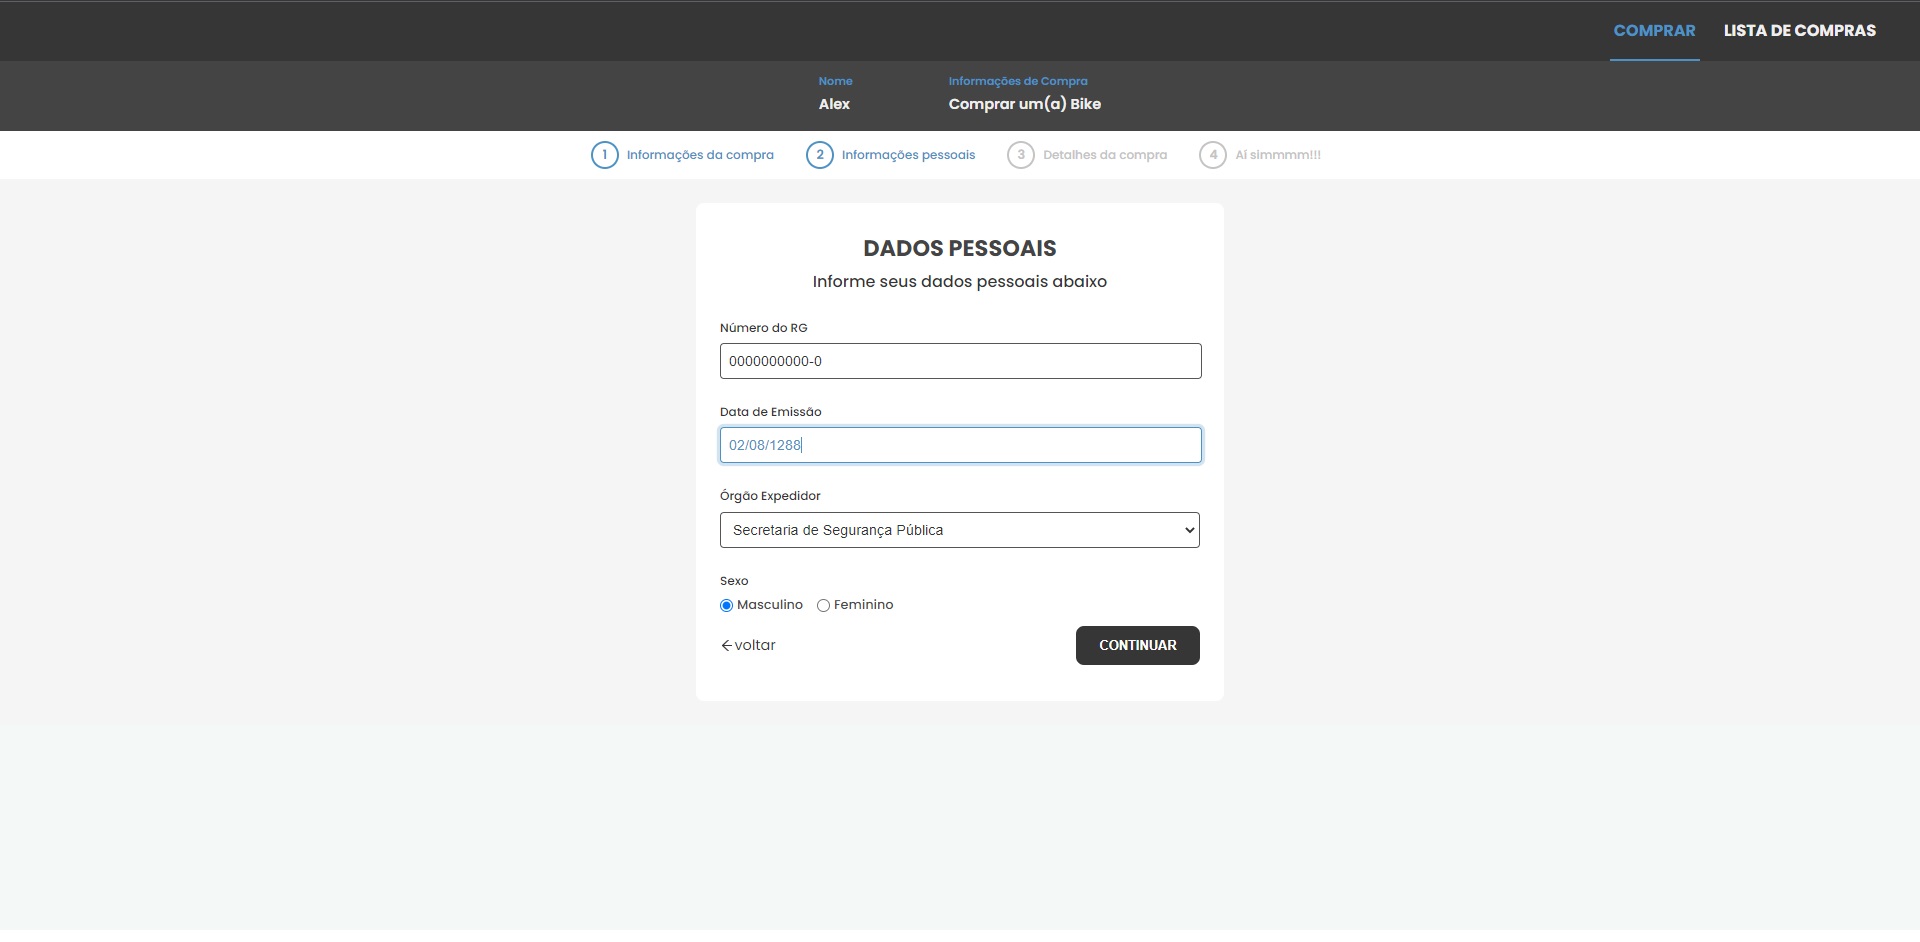 COMPRAR LISTA DE COMPRAS
Nome Informações de Compra
Alex Comprar um(a) Bike
1 Informações da compra 2 Informações pessoais 3 Detalhes da compra 4 Aí simmmm!!!
DADOS PESSOAIS
Informe seus dados pessoais abaixo
Número do RG
0000000000-0
Data de Emissão
02/08/1288
Órgão Expedidor
Secretaria de Segurança Pública
Sexo
Masculino Feminino
voltar CONTINUAR